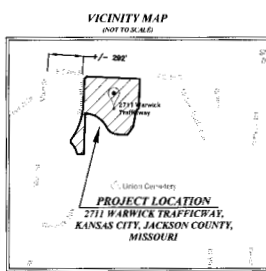 VICINITY MAP
(NOT TO SCALE)
+/- 292'
2711 Warwick
Trafficway
Union Cemetery
PROJECT LOCATION
2711 WARWICK TRAFFICWAY,
KANSAS CITY, JACKSON COUNTY,
MISSOURI